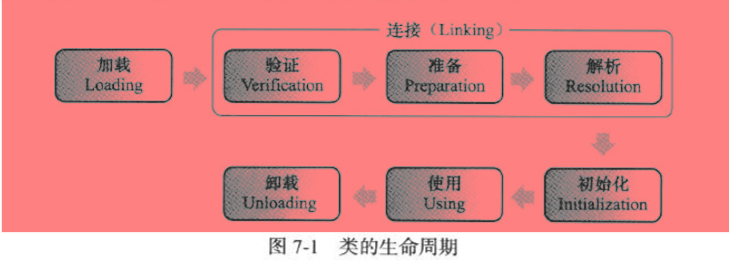 连接（Linking）
加载
Loading
验证
Verification
准备
Preparation
解析
Resolution
初始化
Initialization
使用
Using
卸载
Unloading
图 7-1 类的生命周期